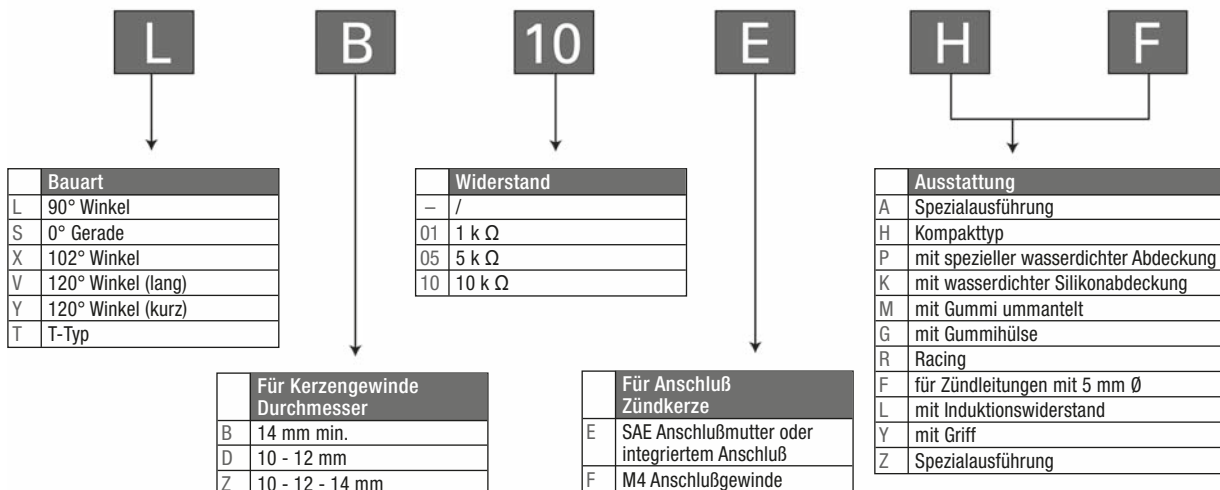 L B 10 E H F
Bauart
L 90° Winkel
S 0° Gerade
X 102° Winkel
V 120° Winkel (lang)
Y 120° Winkel (kurz)
T T-Typ
Für Kerzengewinde
Durchmesser
B 14 mm min.
D 10 - 12 mm
Z 10 - 12 - 14 mm
Widerstand
– /
01 1 k Ω
05 5 k Ω
10 10 k Ω
Für Anschluß
Zündkerze
E SAE Anschlußmutter oder
integriertem Anschluß
F M4 Anschlußgewinde
Ausstattung
A Spezialausführung
H Kompakttyp
P mit spezieller wasserdichter Abdeckung
K mit wasserdichter Silikonabdeckung
M mit Gummi ummantelt
G mit Gummihülse
R Racing
F für Zündleitungen mit 5 mm Ø
L mit Induktionswiderstand
Y mit Griff
Z Spezialausführung